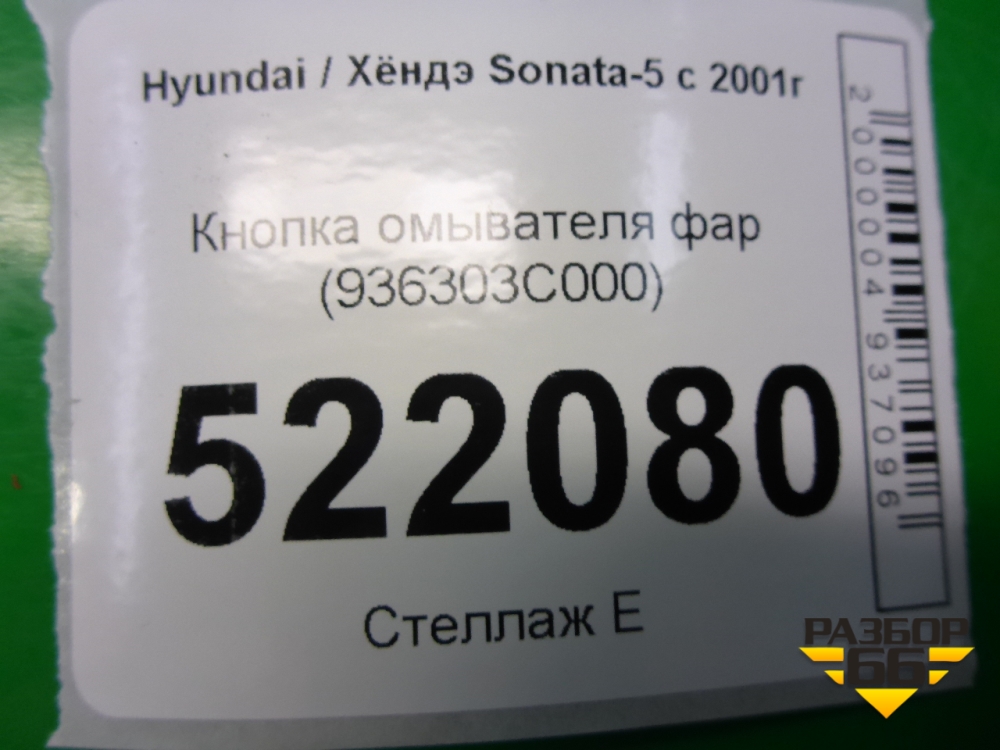 Hyundai / Хёндэ Sonata-5 с 2001г
Кнопка омывателя фар
(936303C000)
522080
Стеллаж Е
2000004937096
РАЗБОР
66